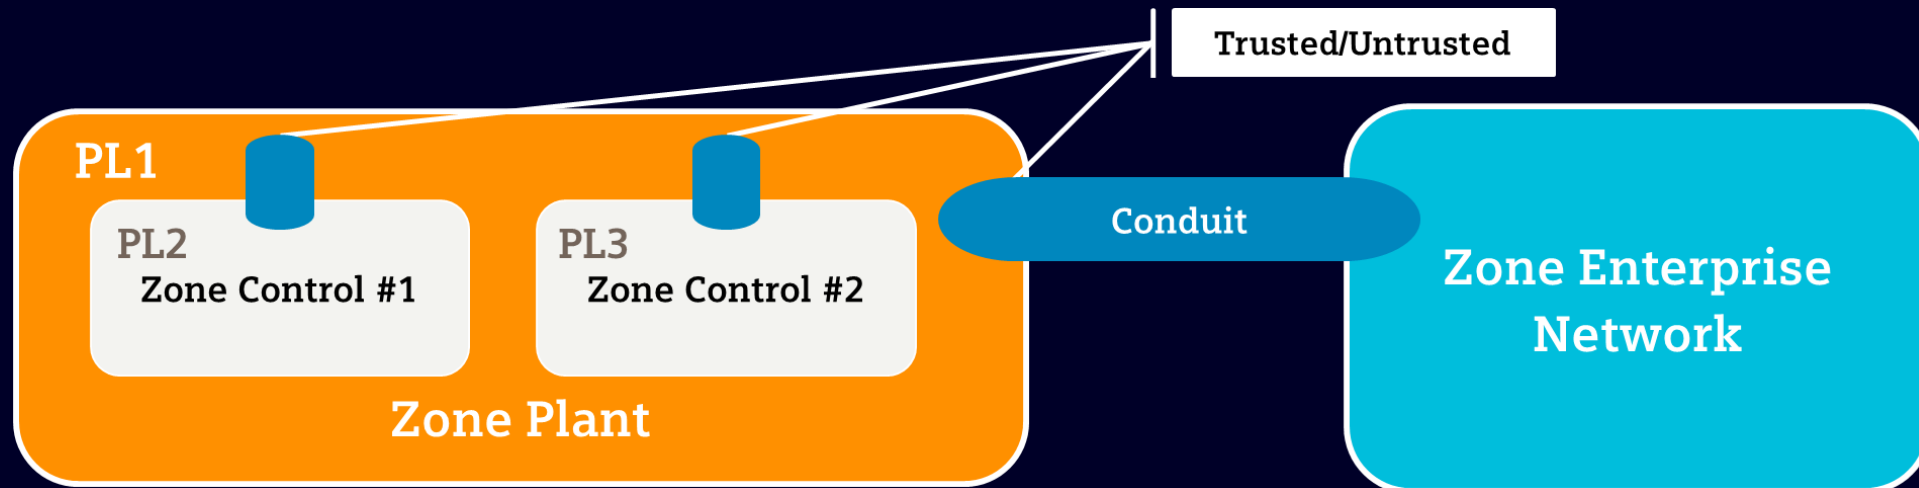 Trusted/Untrusted
PL1
PL2
Zone Control #1
PL3
Zone Control #2
Zone Plant
Conduit
Zone Enterprise
Network